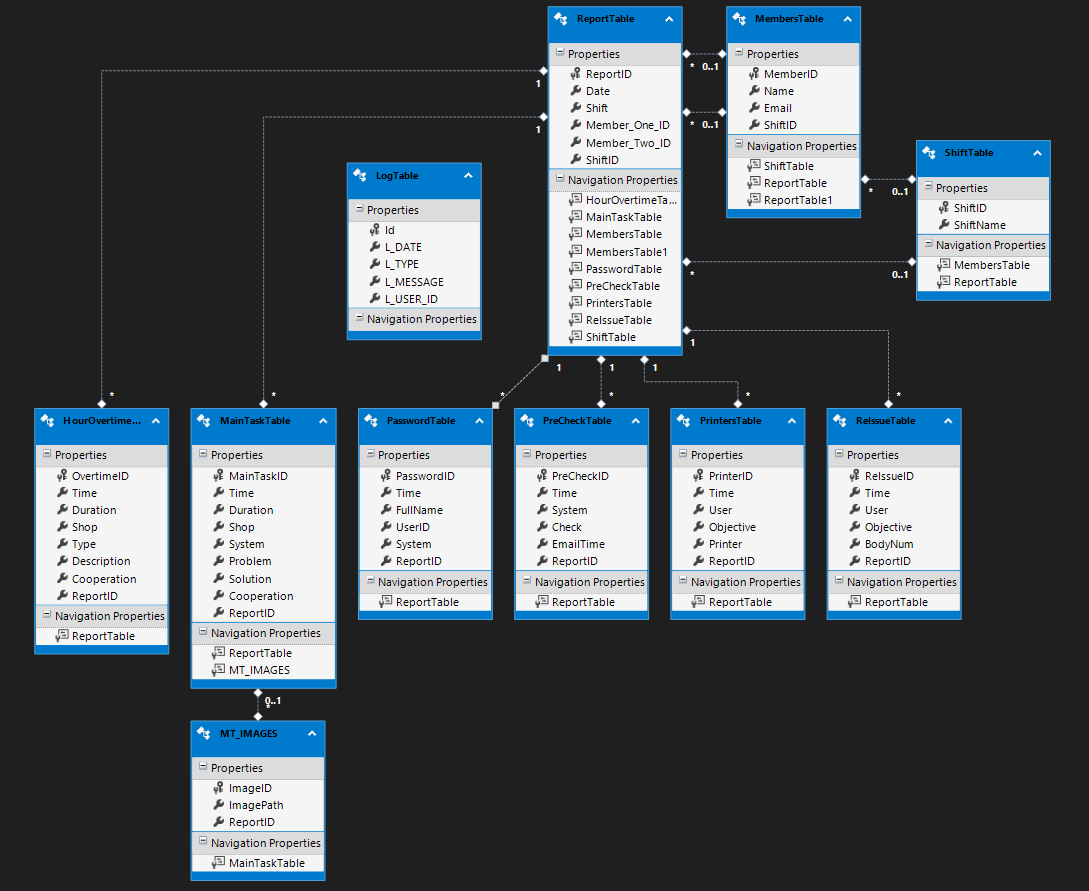 ReportTable
Properties
ReportID
Date
Shift
Member_One_ID
Member_Two_ID
ShiftID
Navigation Properties
HourOvertimeTa...
MainTaskTable
MembersTable
MembersTable1
PasswordTable
PreCheckTable
PrintersTable
ReIssueTable
ShiftTable
MembersTable
Properties
MemberID
Name
Email
ShiftID
Navigation Properties
ShiftTable
ReportTable
ReportTable1
* 0..1
* 0..1
1
1
ShiftTable
Properties
ShiftID
ShiftName
Navigation Properties
MembersTable
ReportTable
* 0..1
* 0..1
LogTable
Properties
Id
L_DATE
L_TYPE
L_MESSAGE
L_USER_ID
Navigation Properties
1
1
1
1
*
*
*
*
*
*
HourOvertime...
Properties
OvertimeID
Time
Duration
Shop
Type
Description
Cooperation
ReportID
Navigation Properties
ReportTable
MainTaskTable
Properties
MainTaskID
Time
Duration
Shop
System
Problem
Solution
Cooperation
ReportID
Navigation Properties
ReportTable
MT_IMAGES
PasswordTable
Properties
PasswordID
Time
FullName
UserID
System
ReportID
Navigation Properties
ReportTable
PreCheckTable
Properties
PreCheckID
Time
System
Check
EmailTime
ReportID
Navigation Properties
ReportTable
PrintersTable
Properties
PrinterID
Time
User
Objective
Printer
ReportID
Navigation Properties
ReportTable
ReIssueTable
Properties
ReIssueID
Time
User
Objective
BodyNum
ReportID
Navigation Properties
ReportTable
0..1
*
MT_IMAGES
Properties
ImageID
ImagePath
ReportID
Navigation Properties
MainTaskTable